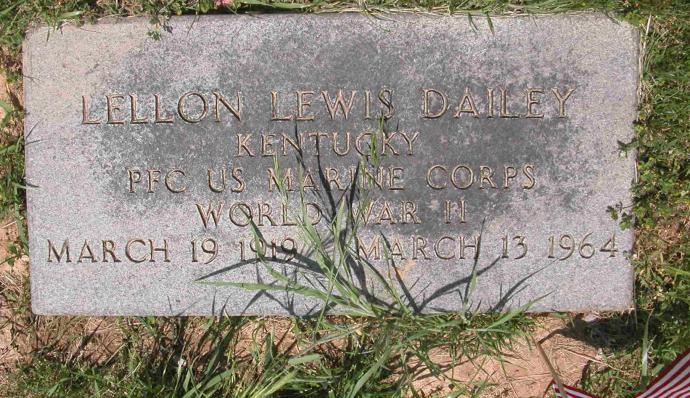 LELLON LEWIS DAILEY
KENTUCKY
PFC US MARINE CORPS
WORLD WAR II
MARCH 19 1919 MARCH 13 1964